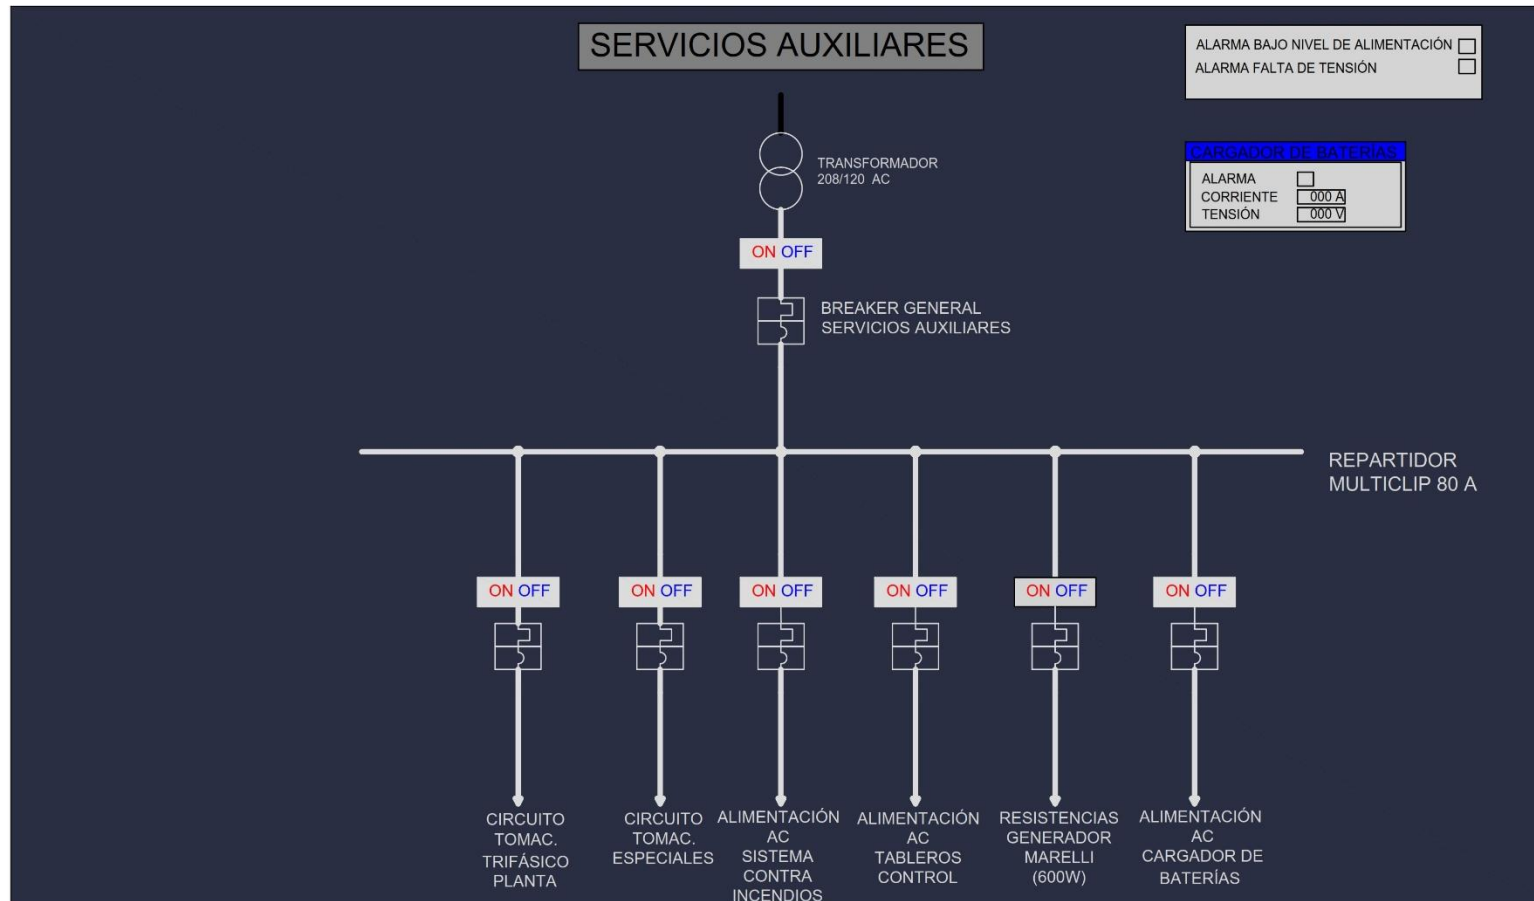 SERVICIOS AUXILIARES
ALARMA BAJO NIVEL DE ALIMENTACIÓN
ALARMA FALTA DE TENSIÓN
CARGADOR DE BATERÍAS
ALARMA
CORRIENTE 000 A
TENSIÓN 000 V
TRANSFORMADOR
208/120 AC
ON OFF
BREAKER GENERAL
SERVICIOS AUXILIARES
REPARTIDOR
MULTICLIP 80 A
ON OFF
ON OFF
ON OFF
ON OFF
ON OFF
ON OFF
CIRCUITO
TOMAC.
TRIFÁSICO
PLANTA
CIRCUITO
TOMAC.
ESPECIALES
ALIMENTACIÓN
AC
SISTEMA
CONTRA
INCENDIOS
ALIMENTACIÓN
AC
TABLEROS
CONTROL
RESISTENCIAS
GENERADOR
MARELLI
(600W)
ALIMENTACIÓN
AC
CARGADOR DE
BATERÍAS